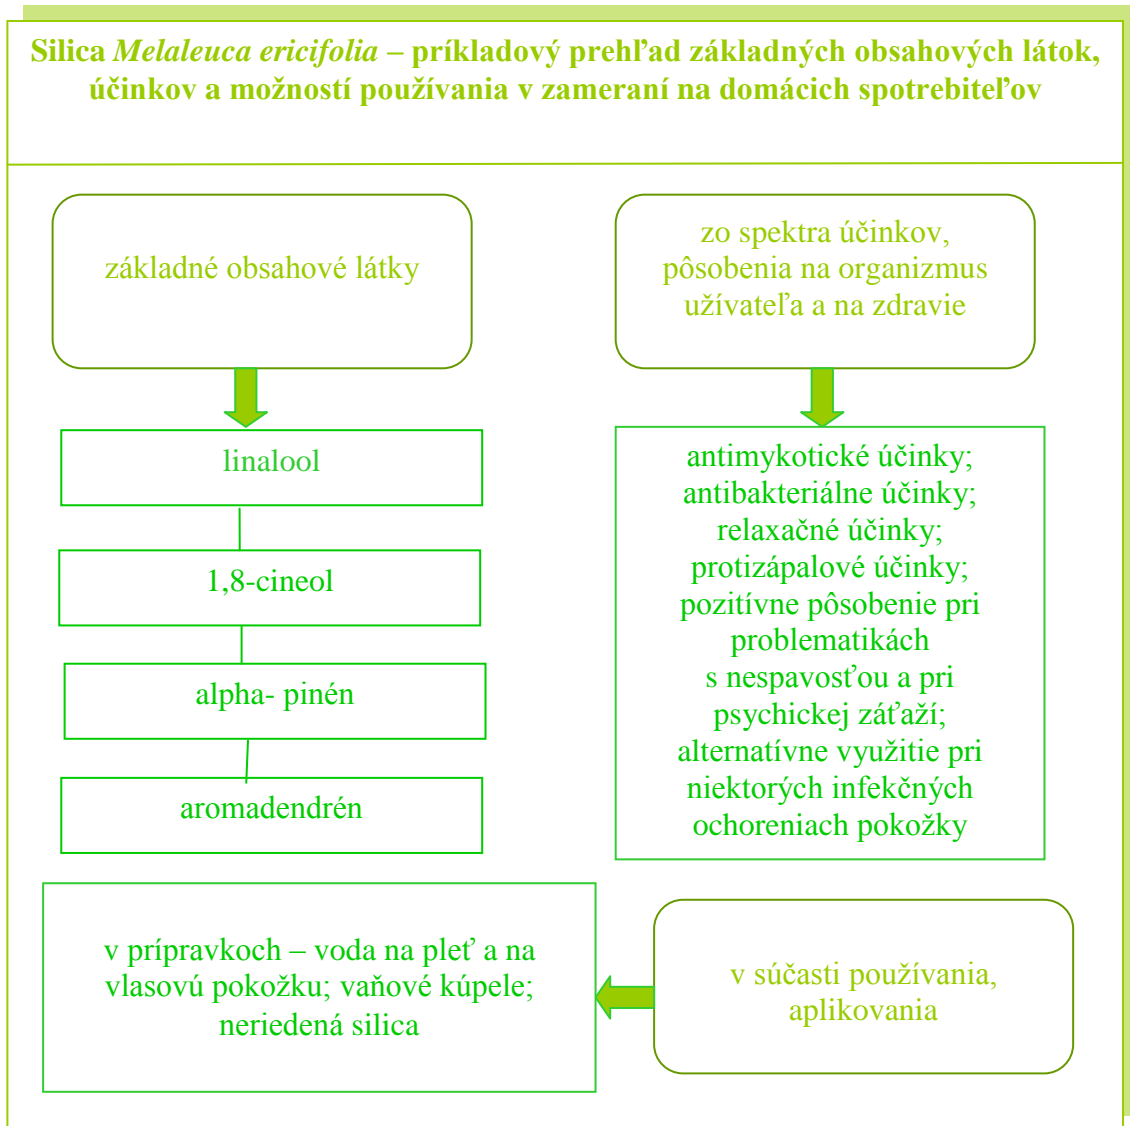 Silica Melaleuca ericifolia – príkladový prehľad základných obsahových látok,
účinkov a možností používania v zameraní na domácich spotrebiteľov
základné obsahové látky
zo spektra účinkov,
pôsobenia na organizmus
užívateľa a na zdravie
linalool
1,8-cineol
alpha- pinén
aromadendrén
antimykotické účinky;
antibakteriálne účinky;
relaxačné účinky;
protizápalové účinky;
pozitívne pôsobenie pri
problematikách
s nespavosťou a pri
psychickej záťaží;
alternatívne využitie pri
niektorých infekčných
ochoreniach pokožky
v prípravkoch – voda na pleť a na
vlasovú pokožku; vaňové kúpele;
neriedená silica
v súčasti používania,
aplikovania